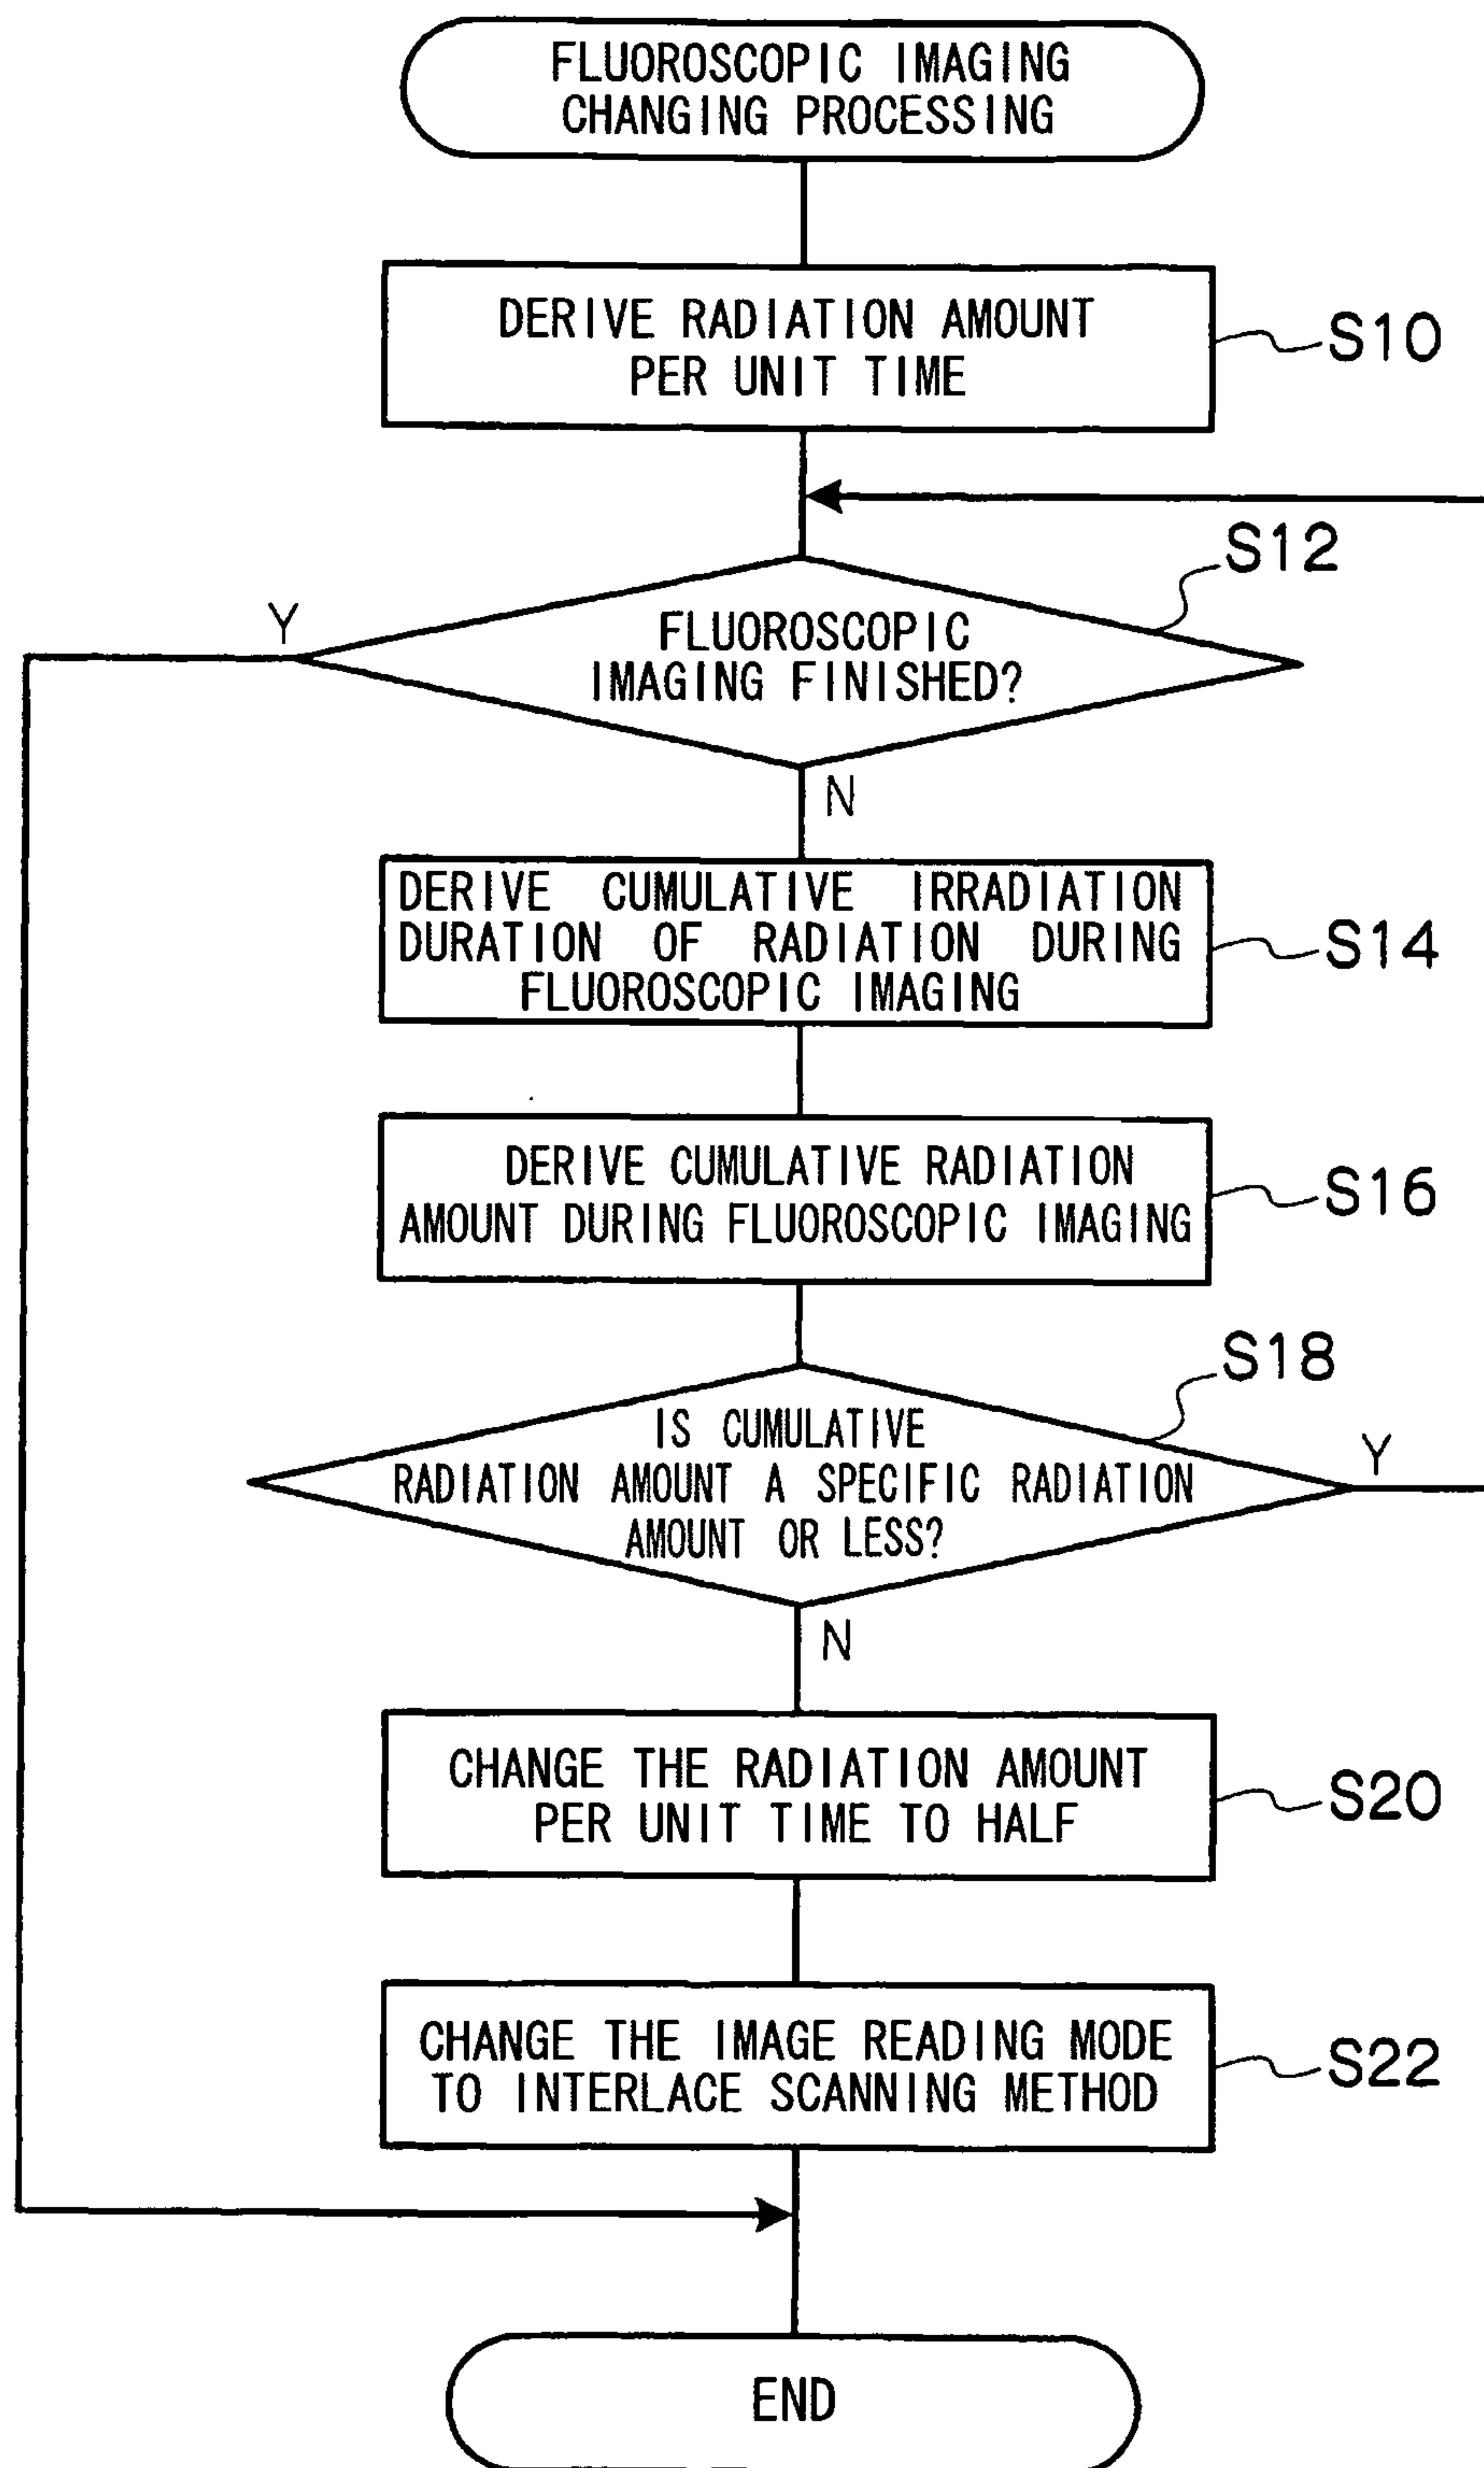 FLUOROSCOPIC IMAGING
CHANGING PROCESSING
DERIVE RADIATION AMOUNT
PER UNIT TIME
S10
S12
Y
FLUOROSCOPIC
IMAGING FINISHED?
N
DERIVE CUMULATIVE IRRADIATION
DURATION OF RADIATION DURING
FLUOROSCOPIC IMAGING
S14
DERIVE CUMULATIVE RADIATION
AMOUNT DURING FLUOROSCOPIC IMAGING
S16
S18
IS CUMULATIVE
RADIATION AMOUNT A SPECIFIC RADIATION
AMOUNT OR LESS?
Y
N
CHANGE THE RADIATION AMOUNT
PER UNIT TIME TO HALF
S20
CHANGE THE IMAGE READING MODE
TO INTERLACE SCANNING METHOD
S22
END